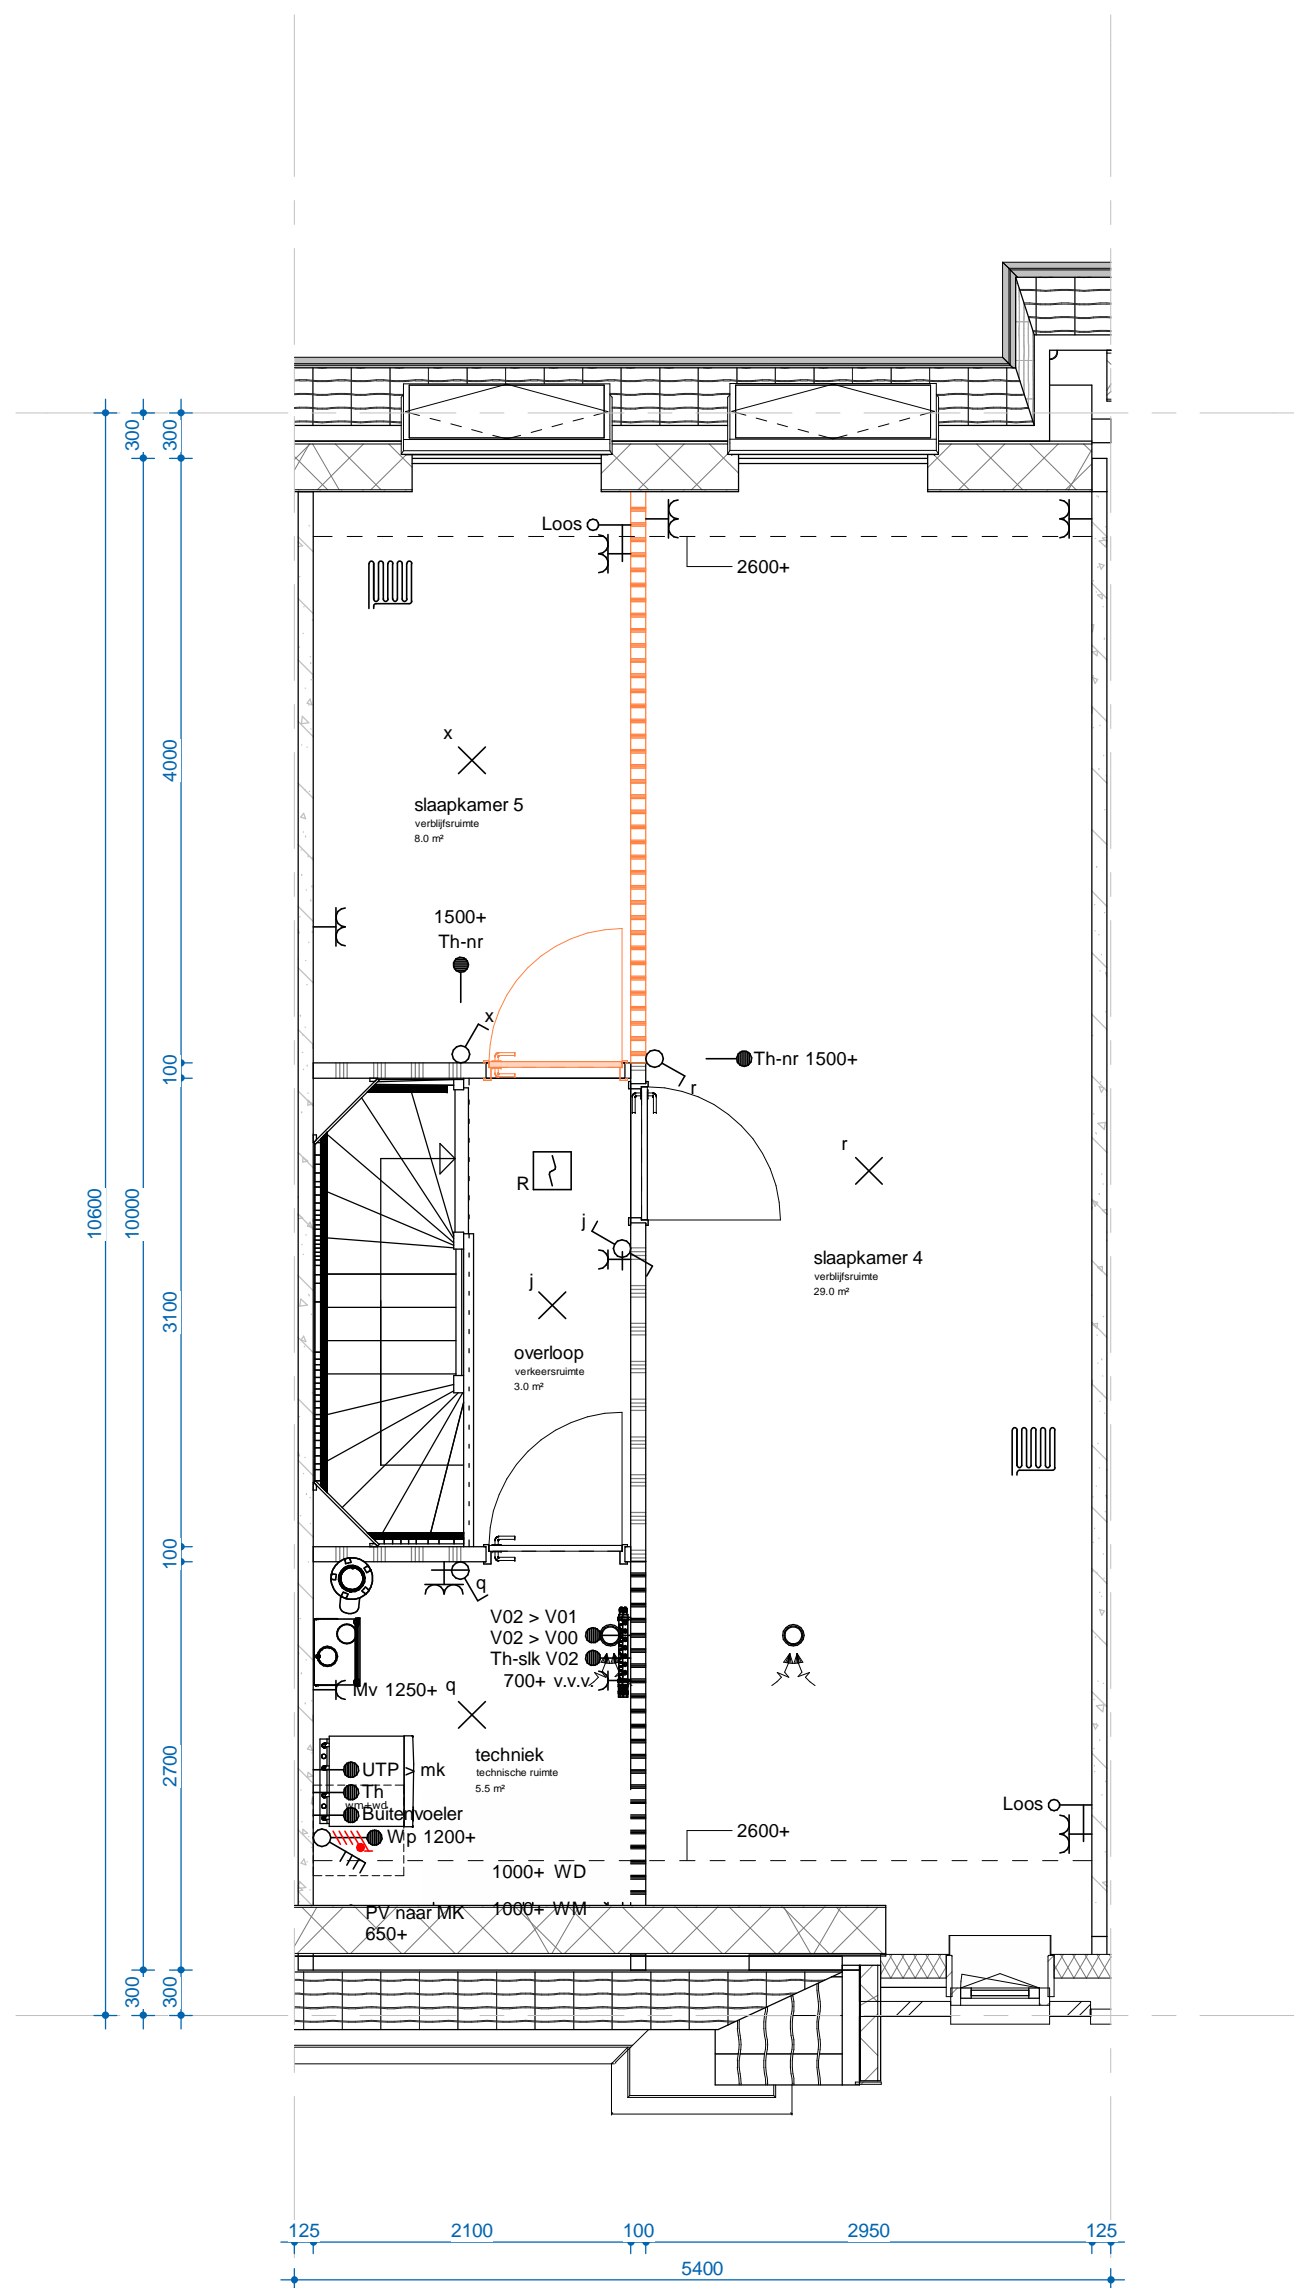 Loos
2600+
300
300
x
4000
slaapkamer 5
verblijfsruimte
8.0 m²
1500+
Th-nr
x
100
Th-nr 1500+
r
r
R
10600
10000
j
slaapkamer 4
verblijfsruimte
29.0 m²
j
3100
overloop
verkeersruimte
3.0 m²
100
q
V02 > V01
V02 > V00
Th-slk V02
700+ v.v.v.
Mv 1250+
q
2700
techniek
technische ruimte
5.5 m²
UTP > mk
Th
wm+wd
Buitenvoeler
Wp 1200+
Loos
2600+
1000+ WD
1000+ WM
PV naar MK
650+
300
300
125
2100
100
2950
125
5400